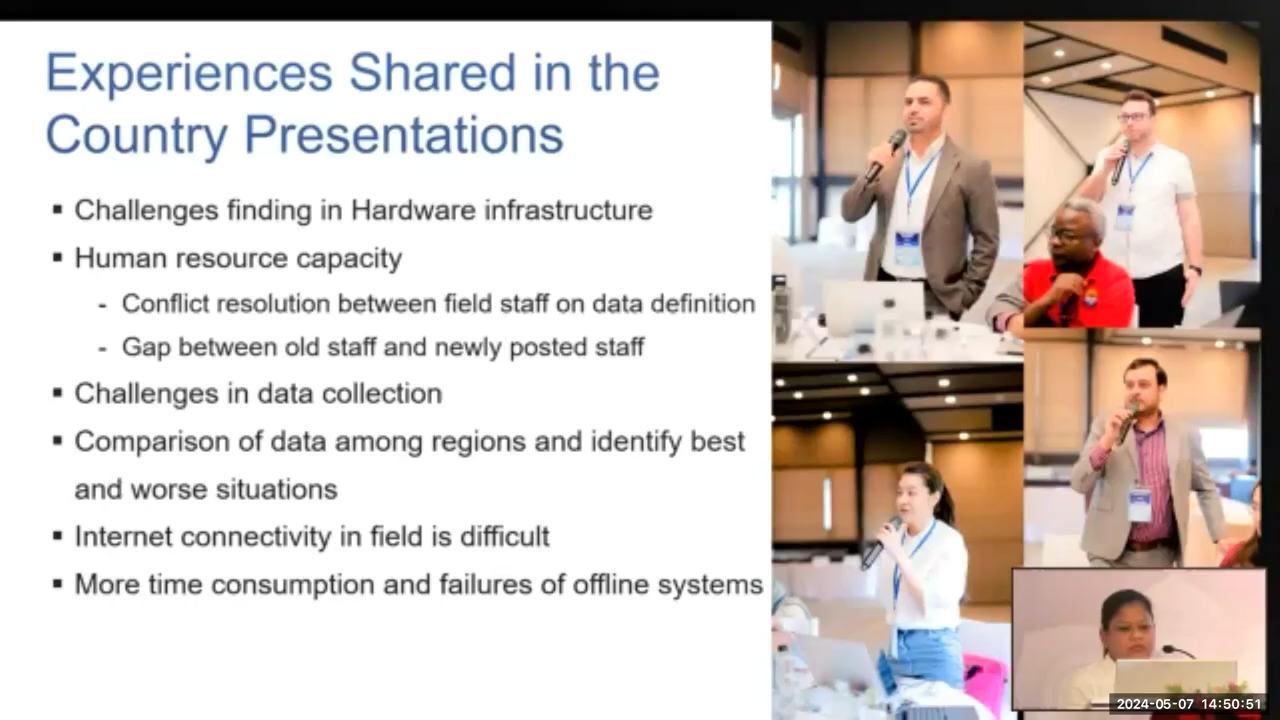 Experiences Shared in the
Country Presentations
▪ Challenges finding in Hardware infrastructure
▪ Human resource capacity
- Conflict resolution between field staff on data definition
- Gap between old staff and newly posted staff
▪ Challenges in data collection
▪ Comparison of data among regions and identify best
and worse situations
▪ Internet connectivity in field is difficult
▪ More time consumption and failures of offline systems
2024-05-07 14:50:51